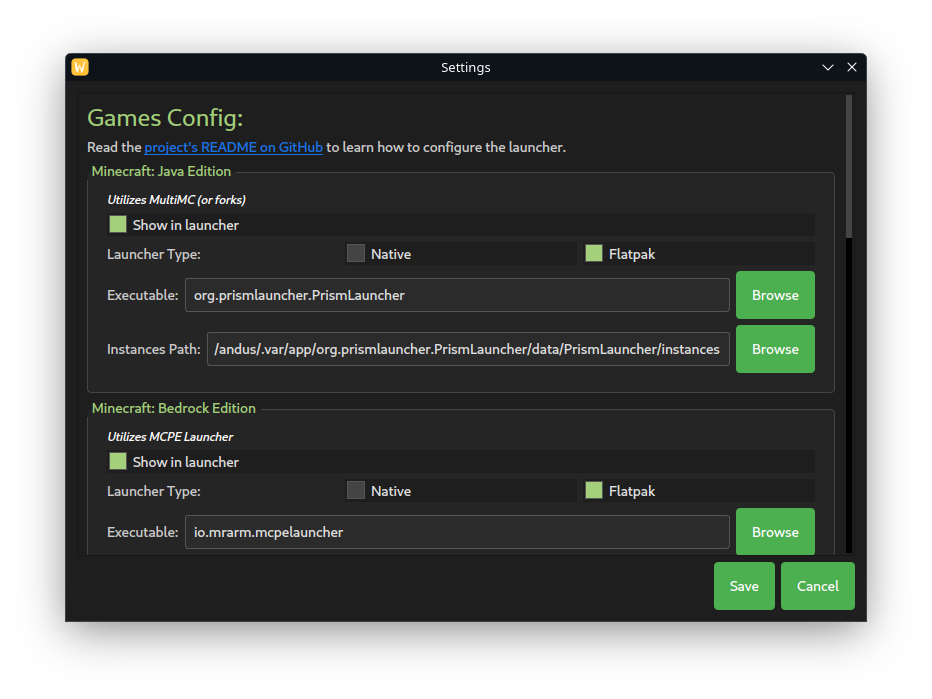 W
Settings
Games Config:
Read the project's README on GitHub to learn how to configure the launcher.
Minecraft: Java Edition
Utilizes MultiMC (or forks)
Show in launcher
Launcher Type: Native Flatpak
Executable: org.prismlauncher.PrismLauncher Browse
Instances Path: /andus/.var/app/org.prismlauncher.PrismLauncher/data/PrismLauncher/instances Browse
Minecraft: Bedrock Edition
Utilizes MCPE Launcher
Show in launcher
Launcher Type: Native Flatpak
Executable: io.mrarm.mcpelauncher Browse
Save Cancel